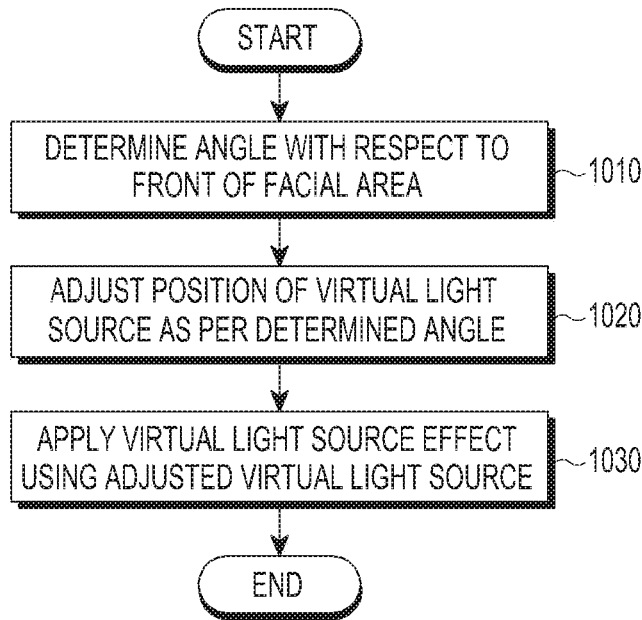 START
DETERMINE ANGLE WITH RESPECT TO
FRONT OF FACIAL AREA
1010
ADJUST POSITION OF VIRTUAL LIGHT
SOURCE AS PER DETERMINED ANGLE
1020
APPLY VIRTUAL LIGHT SOURCE EFFECT
USING ADJUSTED VIRTUAL LIGHT SOURCE
1030
END